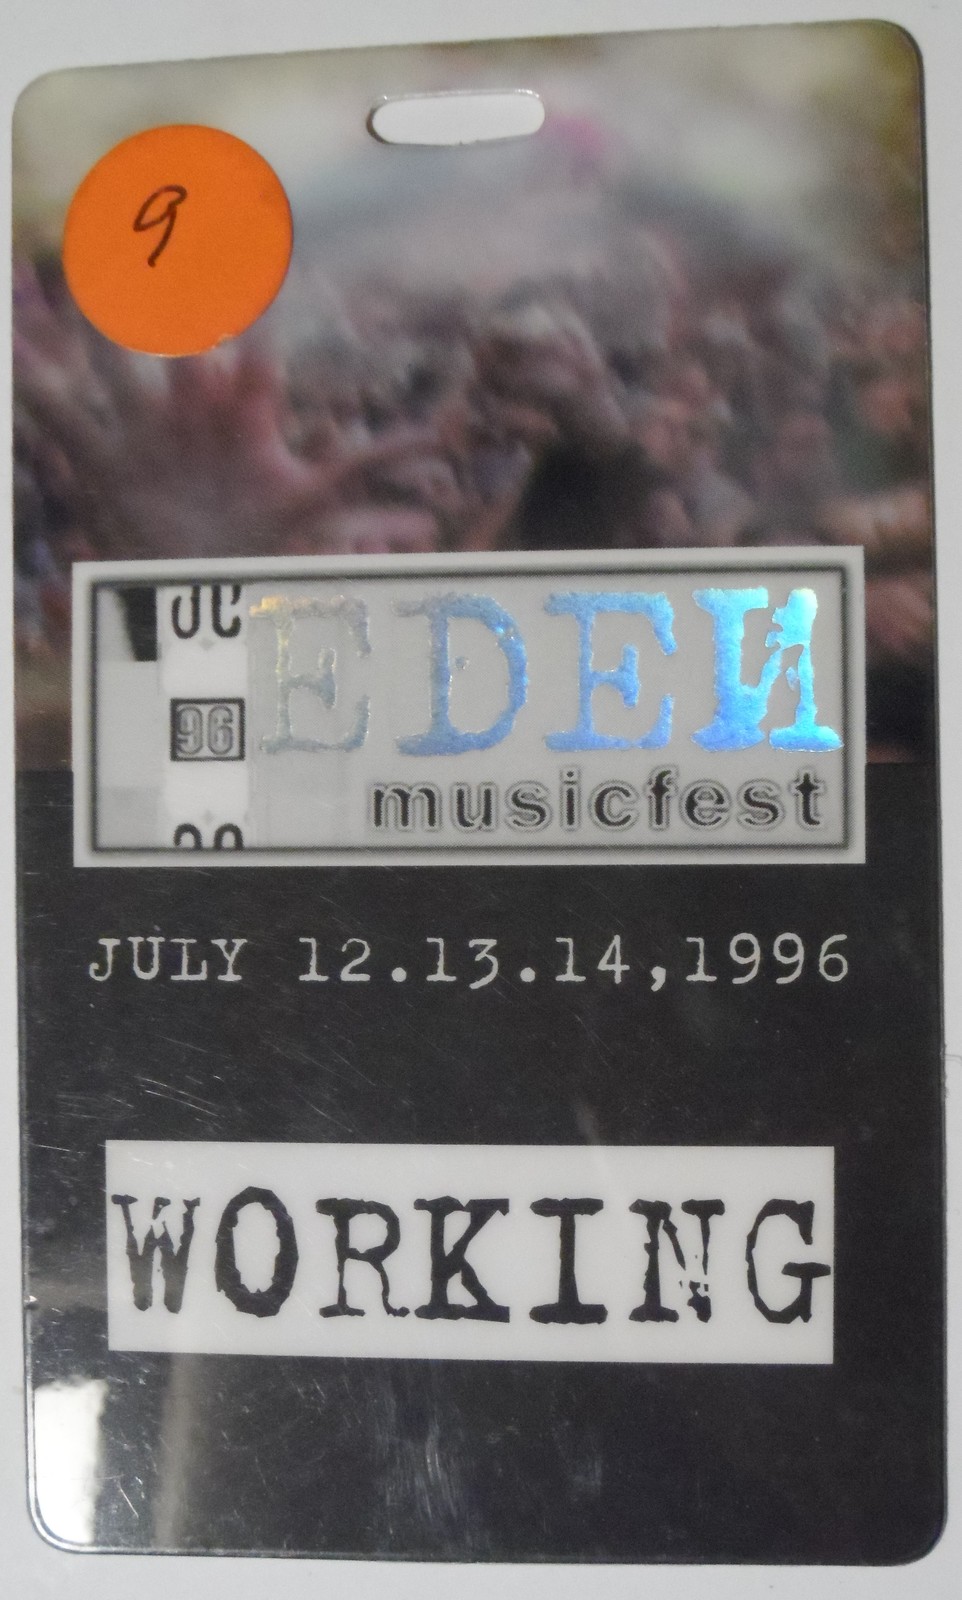 9
96
EDEN
musicfest
JULY 12.13.14,1996
WORKING